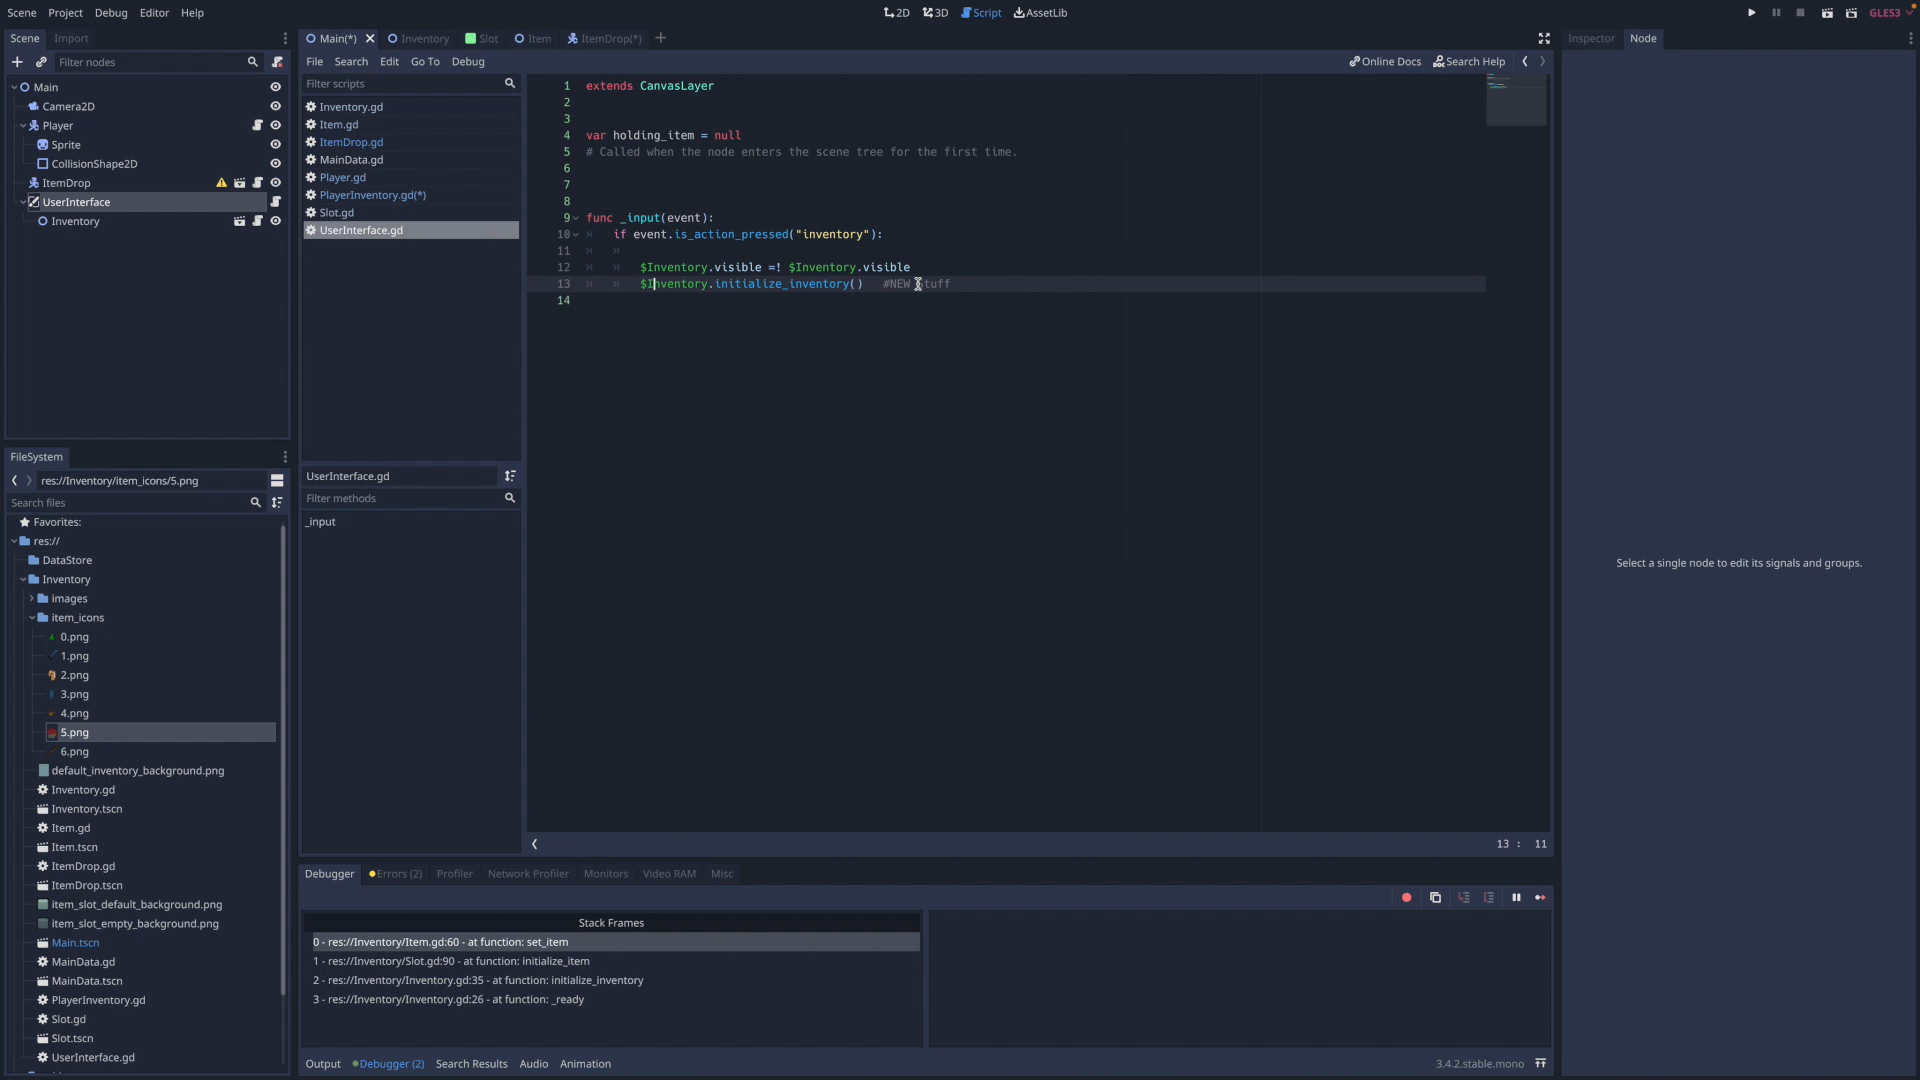 Scene Project Debug Editor Help
2D 3D Script AssetLib
GLES3
Scene Import
Filter nodes
Main
Camera2D
Player
Sprite
CollisionShape2D
ItemDrop
UserInterface
Inventory
FileSystem
res://Inventory/item_icons/5.png
Search files
Favorites:
res://
DataStore
Inventory
images
item_icons
0.png
1.png
2.png
3.png
4.png
5.png
6.png
default_inventory_background.png
Inventory.gd
Inventory.tscn
Item.gd
Item.tscn
ItemDrop.gd
ItemDrop.tscn
item_slot_default_background.png
item_slot_empty_background.png
Main.tscn
MainData.gd
MainData.tscn
PlayerInventory.gd
Slot.gd
Slot.tscn
UserInterface.gd
Main(*) Inventory Slot Item ItemDrop(*)
File Search Edit Go To Debug
Online Docs Search Help
Filter scripts
Inventory.gd
Item.gd
ItemDrop.gd
MainData.gd
Player.gd
PlayerInventory.gd(*)
Slot.gd
UserInterface.gd
UserInterface.gd
Filter methods
_input
1 extends CanvasLayer
2
3
4 var holding_item = null
5 # Called when the node enters the scene tree for the first time.
6
7
8
9 func _input(event):
10 if event.is_action_pressed("inventory"):
11
12 $Inventory.visible =! $Inventory.visible
13 $Inventory.initialize_inventory() #NEW stuff
14
13 : 11
Debugger Errors (2) Profiler Network Profiler Monitors Video RAM Misc
Stack Frames
0 - res://Inventory/Item.gd:60 - at function: set_item
1 - res://Inventory/Slot.gd:90 - at function: initialize_item
2 - res://Inventory/Inventory.gd:35 - at function: initialize_inventory
3 - res://Inventory/Inventory.gd:26 - at function: _ready
Output Debugger (2) Search Results Audio Animation
3.4.2.stable.mono
Inspector Node
Select a single node to edit its signals and groups.